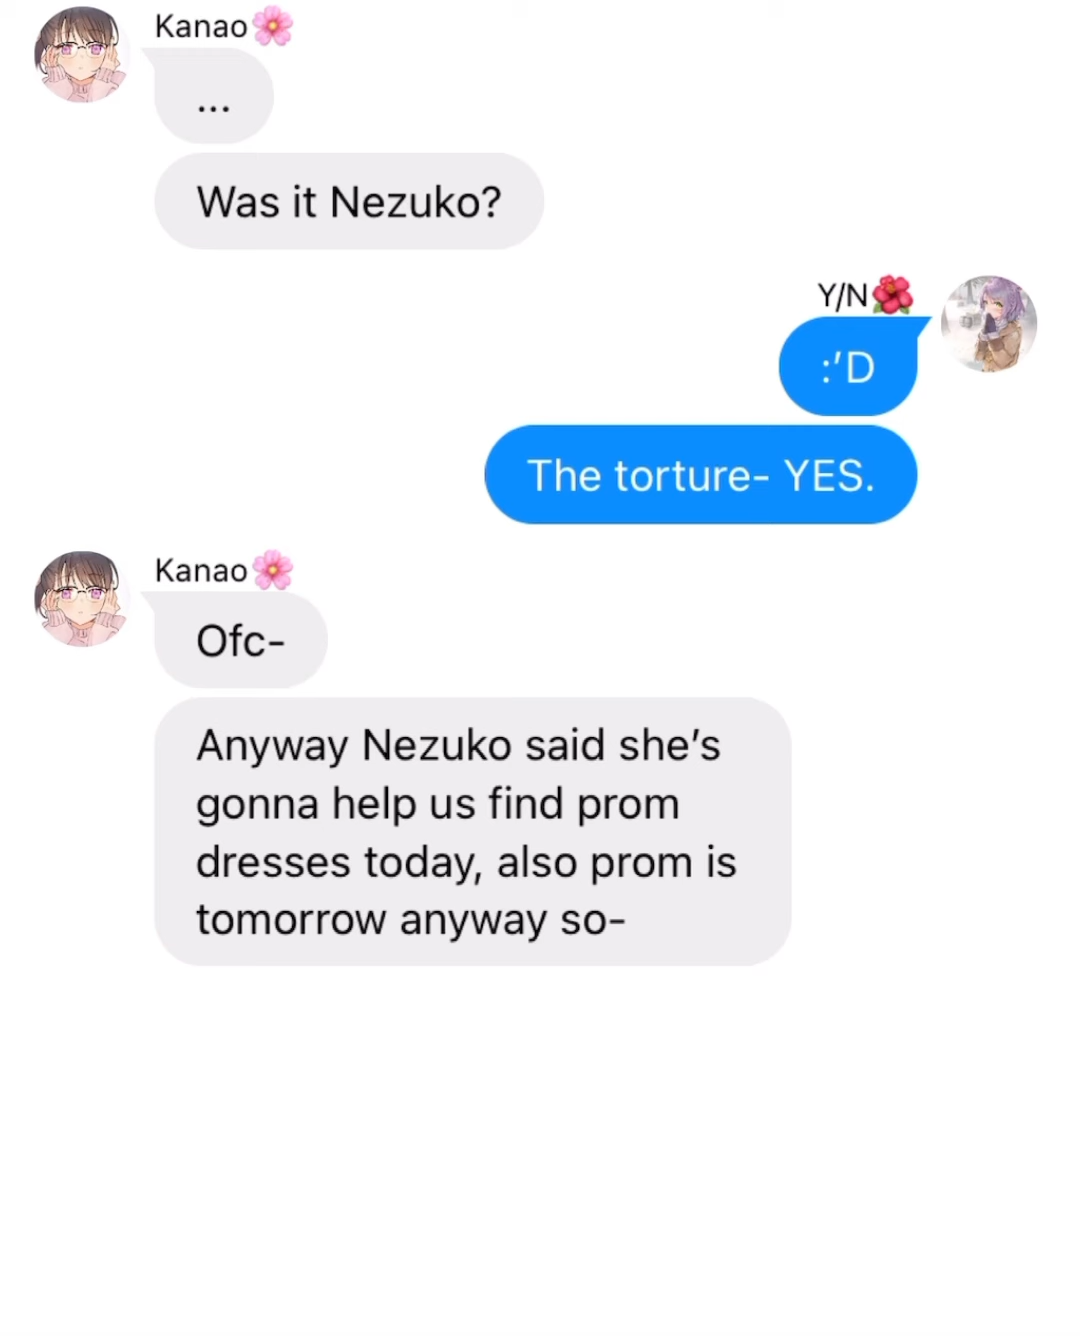 Kanao🌸
...
Was it Nezuko?
Y/N🌺
:’D
The torture- YES.
Kanao🌸
Ofc-
Anyway Nezuko said she’s
gonna help us find prom
dresses today, also prom is
tomorrow anyway so-